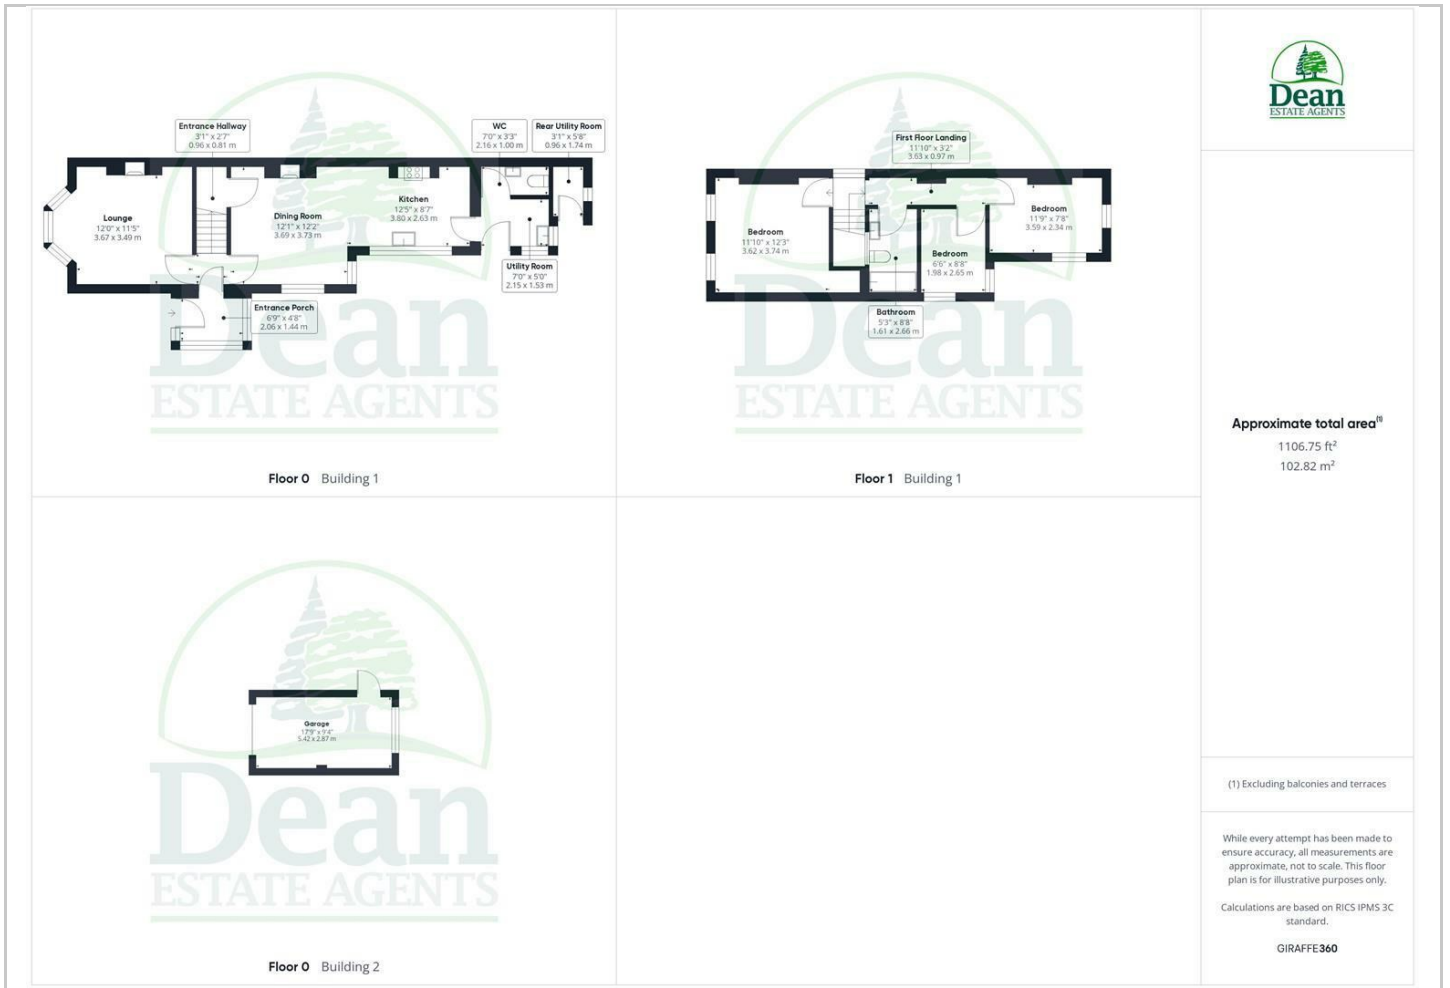 Entrance Hallway
3'1" x 2'7"
0.96 x 0.81 m
WC
7'0" x 3'3"
2.16 x 1.00 m
Rear Utility Room
3'1" x 5'8"
0.96 x 1.74 m
Lounge
12'0" x 11'5"
3.67 x 3.49 m
Dining Room
12'1" x 12'2"
3.69 x 3.73 m
Kitchen
12'5" x 8'7"
3.80 x 2.63 m
Utility Room
7'0" x 5'0"
2.15 x 1.53 m
Entrance Porch
6'9" x 4'8"
2.06 x 1.44 m
Dean
ESTATE AGENTS
Floor 0 Building 1
First Floor Landing
11'10" x 3'2"
3.63 x 0.97 m
Bedroom
11'10" x 12'3"
3.62 x 3.74 m
Bedroom
11'9" x 7'8"
3.59 x 2.34 m
Bedroom
6'6" x 8'8"
1.98 x 2.65 m
Bathroom
5'3" x 8'8"
1.61 x 2.66 m
Dean
ESTATE AGENTS
Floor 1 Building 1
Garage
17'9" x 9'4"
5.42 x 2.87 m
Dean
ESTATE AGENTS
Floor 0 Building 2
Dean
ESTATE AGENTS
Approximate total area(1)
1106.75 ft²
102.82 m²
(1) Excluding balconies and terraces
While every attempt has been made to
ensure accuracy, all measurements are
approximate, not to scale. This floor
plan is for illustrative purposes only.
Calculations are based on RICS IPMS 3C
standard.
GIRAFFE360